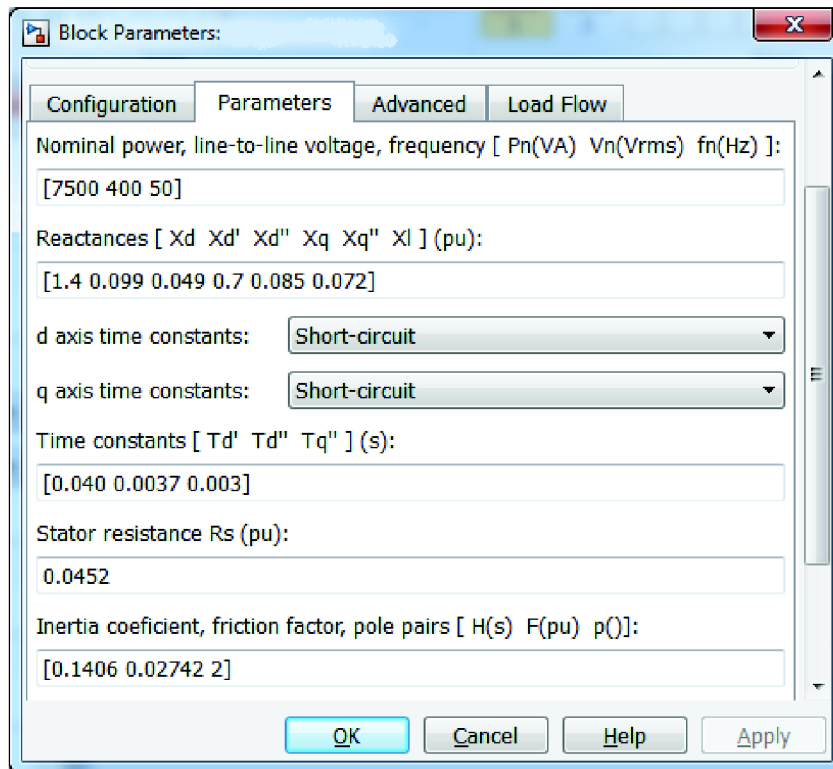 Block Parameters:
Configuration Parameters Advanced Load Flow
Nominal power, line-to-line voltage, frequency [ Pn(VA) Vn(Vrms) fn(Hz) ]:
[7500 400 50]
Reactances [ Xd Xd' Xd'' Xq Xq'' Xl ] (pu):
[1.4 0.099 0.049 0.7 0.085 0.072]
d axis time constants: Short-circuit
q axis time constants: Short-circuit
Time constants [ Td' Td'' Tq'' ] (s):
[0.040 0.0037 0.003]
Stator resistance Rs (pu):
0.0452
Inertia coeficient, friction factor, pole pairs [ H(s) F(pu) p()]:
[0.1406 0.02742 2]
OK Cancel Help Apply